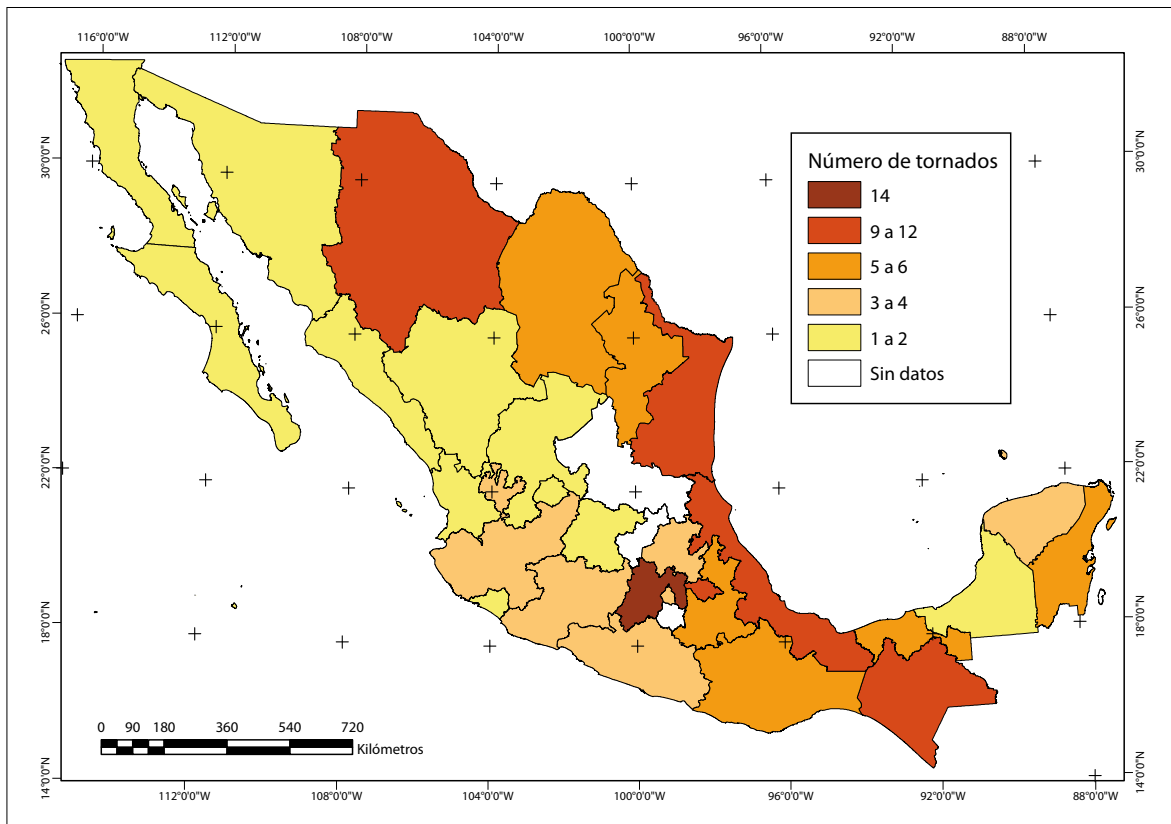 116°0'0"W 112°0'0"W 108°0'0"W 104°0'0"W 100°0'0"W 96°0'0"W 92°0'0"W 88°0'0"W
30°0'0"N
26°0'0"N
22°0'0"N
18°0'0"N
14°0'0"N
Número de tornados
14
9 a 12
5 a 6
3 a 4
1 a 2
Sin datos
30°0'0"N
26°0'0"N
22°0'0"N
18°0'0"N
14°0'0"N
0 90 180 360 540 720
Kilómetros
112°0'0"W 108°0'0"W 104°0'0"W 100°0'0"W 96°0'0"W 92°0'0"W 88°0'0"W